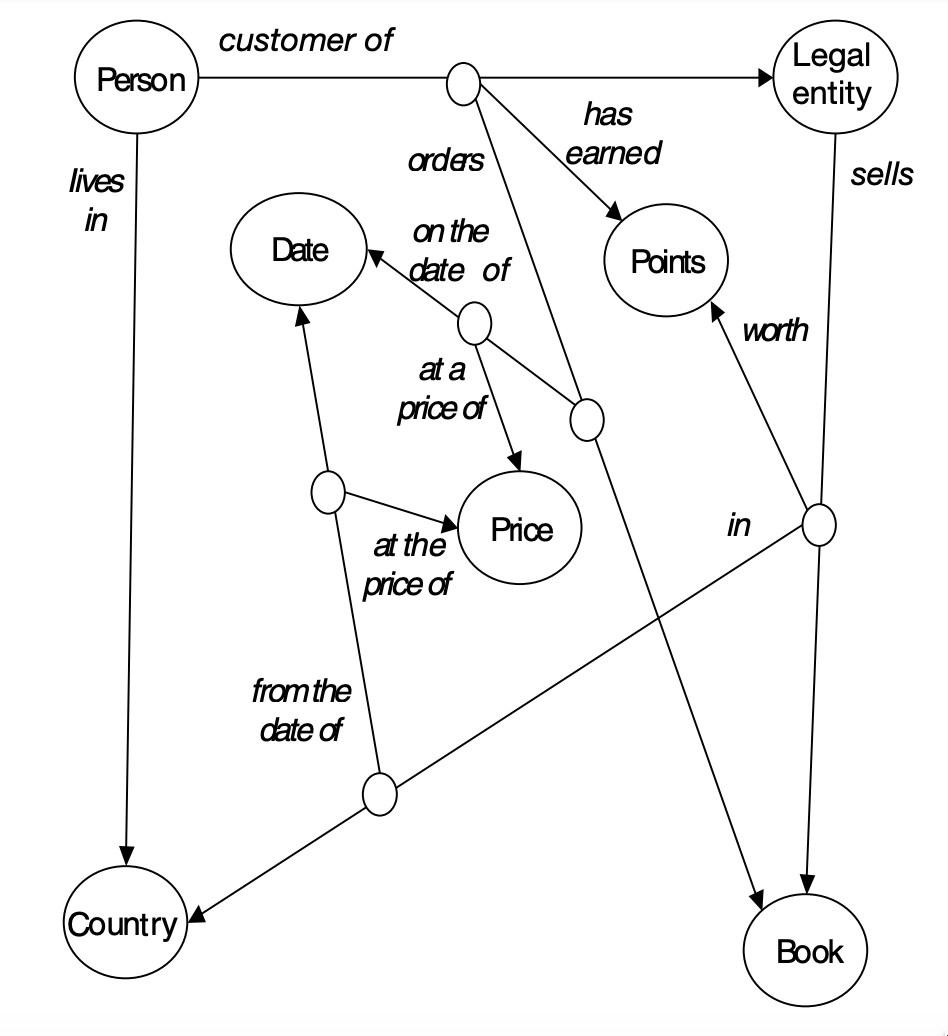 customer of
Person
Legal
entity
has
earned
orders
lives
in
sells
Date
on the
date of
Points
worth
at a
price of
Price
in
at the
price of
from the
date of
Country
Book